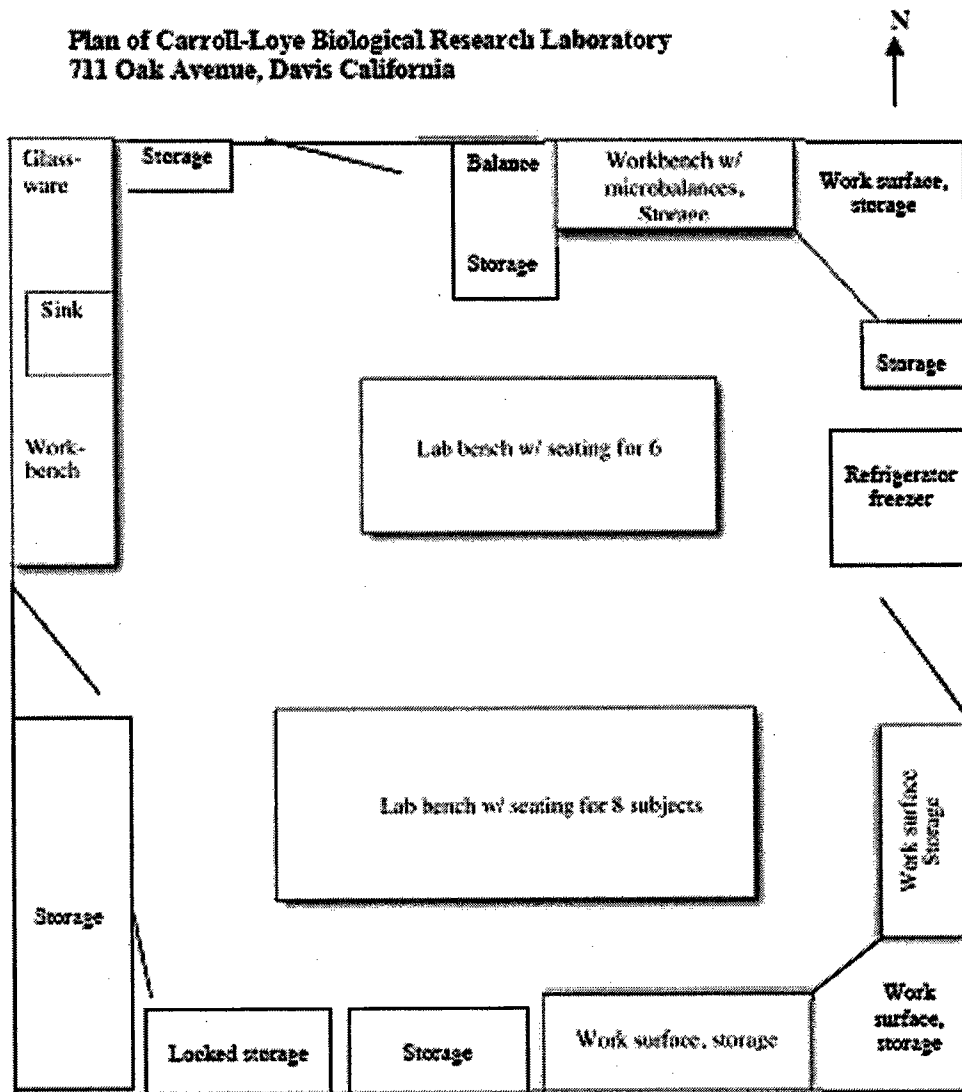 Plan of Carroll-Loye Biological Research Laboratory
711 Oak Avenue, Davis California
N
Glass-
ware
Storage
Balance
Storage
Workbench w/
microbalances,
Storage
Work surface,
storage
Sink
Storage
Work-
bench
Lab bench w/ seating for 6
Refrigerator
freezer
Lab bench w/ seating for 8 subjects
Work surface
Storage
Storage
Locked storage
Storage
Work surface, storage
Work
surface,
storage